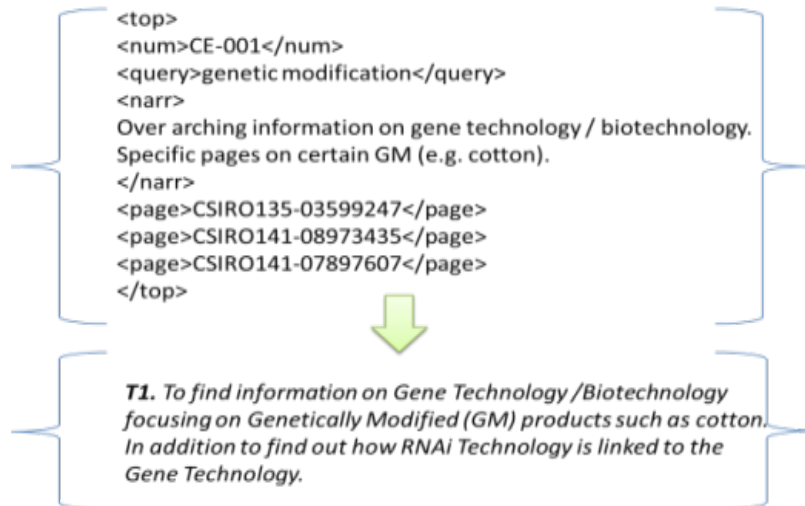 <top>
<num>CE-001</num>
<query>genetic modification</query>
<narr>
Over arching information on gene technology / biotechnology.
Specific pages on certain GM (e.g. cotton).
</narr>
<page>CSIRO135-03599247</page>
<page>CSIRO141-08973435</page>
<page>CSIRO141-07897607</page>
</top>
T1. To find information on Gene Technology /Biotechnology
focusing on Genetically Modified (GM) products such as cotton.
In addition to find out how RNAi Technology is linked to the
Gene Technology.